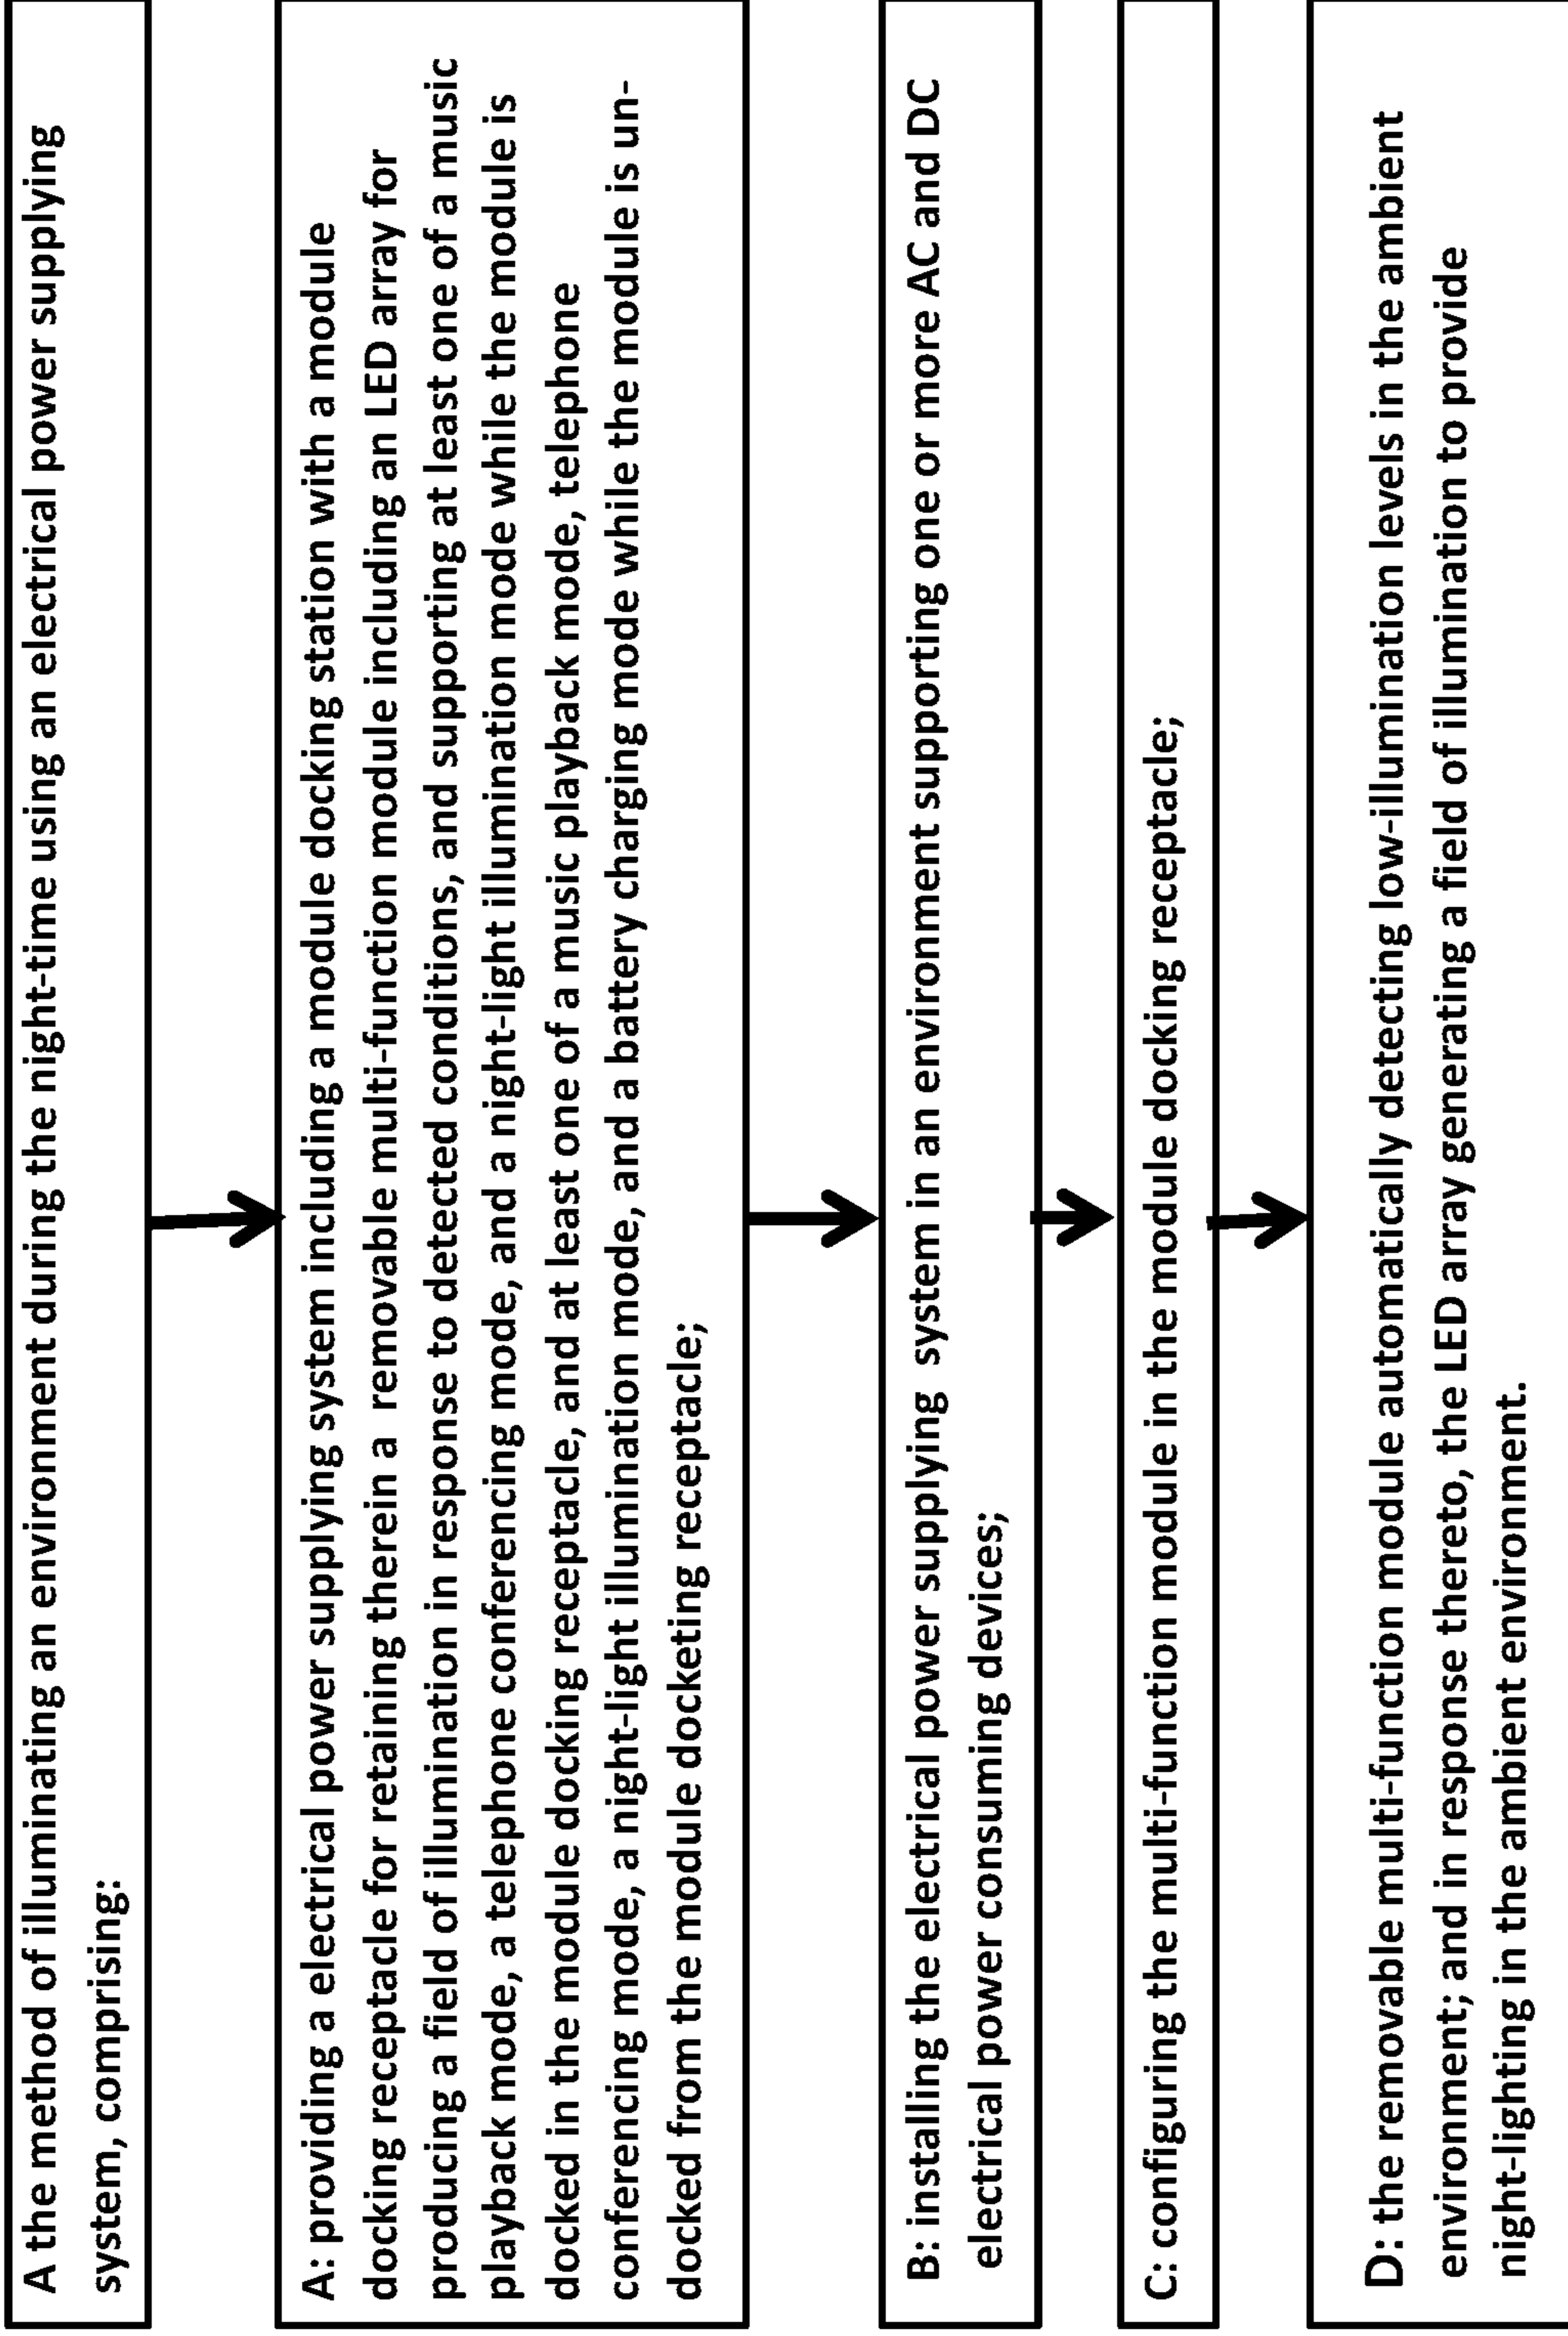 A the method of illuminating an environment during the night-time using an electrical power supplying
system, comprising:
A: providing a electrical power supplying system including a module docking station with a module
docking receptacle for retaining therein a removable multi-function module including an LED array for
producing a field of illumination in response to detected conditions, and supporting at least one of a music
playback mode, a telephone conferencing mode, and a night-light illumination mode while the module is
docked in the module docking receptacle, and at least one of a music playback mode, telephone
conferencing mode, a night-light illumination mode, and a battery charging mode while the module is un-
docked from the module docketing receptacle;
B: installing the electrical power supplying system in an environment supporting one or more AC and DC
electrical power consuming devices;
C: configuring the multi-function module in the module docking receptacle;
D: the removable multi-function module automatically detecting low-illumination levels in the ambient
environment; and in response thereto, the LED array generating a field of illumination to provide
night-lighting in the ambient environment.